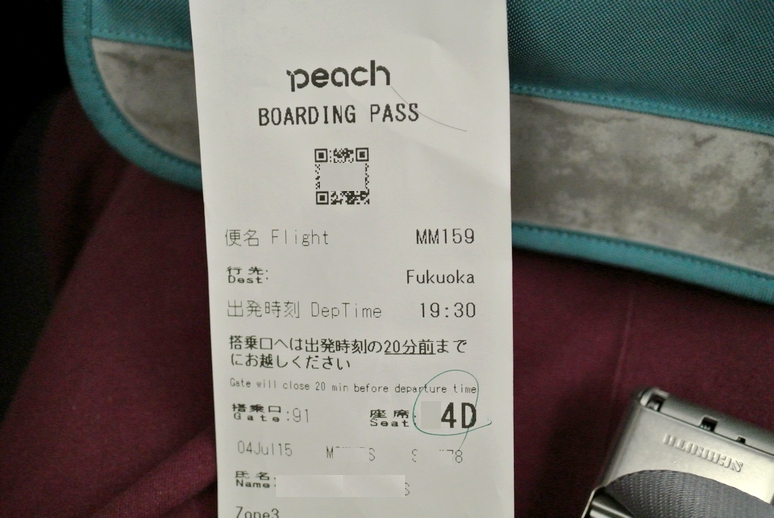 peach
BOARDING PASS
便名 Flight MM159
行先: Dest: Fukuoka
出発時刻 DepTime 19:30
搭乗口へは出発時刻の20分前まで
にお越しください
Gate will close 20 min before departure time
搭乗口 Gate:91 座席 Seat: 4D
04Jul15
氏名 Name:
Zone3